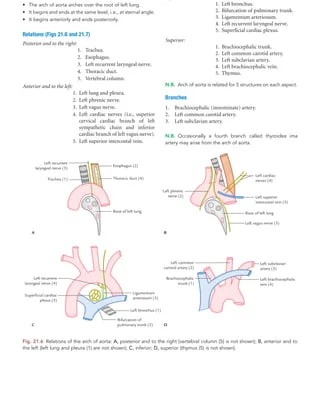 • The arch of aorta arches over the root of left lung.
• It begins and ends at the same level, i.e., at sternal angle.
• It begins anteriorly and ends posteriorly.
Relations (Figs 21.6 and 21.7)
Posterior and to the right:
1. Trachea.
2. Esophagus.
3. Left recurrent laryngeal nerve.
4. Thoracic duct.
5. Vertebral column.
Anterior and to the left:
1. Left lung and pleura.
2. Left phrenic nerve.
3. Left vagus nerve.
4. Left cardiac nerves (i.e., superior
cervical cardiac branch of left
sympathetic chain and inferior
cardiac branch of left vagus nerve).
5. Left superior intercostal vein.
1. Left bronchus.
2. Bifurcation of pulmonary trunk.
3. Ligamentum arteriosum.
4. Left recurrent laryngeal nerve.
5. Superficial cardiac plexus.
Superior:
1. Brachiocephalic trunk.
2. Left common carotid artery.
3. Left subclavian artery.
4. Left brachiocephalic vein.
5. Thymus.
N.B. Arch of aorta is related for 5 structures on each aspect.
Branches
1. Brachiocephalic (innominate) artery.
2. Left common carotid artery.
3. Left subclavian artery.
N.B. Occasionally a fourth branch called thyroidea ima
artery may arise from the arch of aorta.
Left recurrent
laryngeal nerve (3)
Trachea (1)
Esophagus (2)
Thoracic duct (4)
Root of left lung
A
Left phrenic
nerve (2)
Left cardiac
nerves (4)
Left superior
intercostal vein (5)
Root of left lung
Left vagus nerve (3)
B
Left recurrent
laryngeal nerve (4)
Superficial cardiac
plexus (5)
Ligamentum
arteriosum (3)
Left bronchus (1)
Bifurcation of
pulmonary trunk (2)
C
Left common
carotid artery (2)
Brachiocephalic
trunk (1)
Left subclavian
artery (3)
Left brachiocephalic
vein (4)
D
Fig. 21.6 Relations of the arch of aorta: A, posterior and to the right [vertebral column (5) is not shown]; B, anterior and to
the left [left lung and pleura (1) are not shown]; C, inferior; D, superior (thymus (5) is not shown).